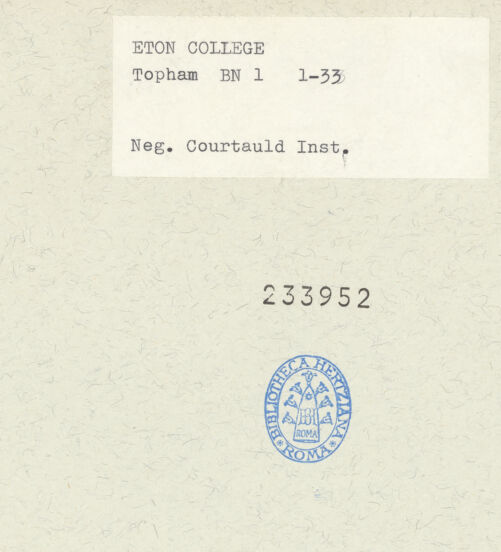 ETON COLLEGE
Topham BN 1 1-33
Neg. Courtauld Inst.
233952
BIBLIOTHECA HERTZIANA
ROMA
ROMA